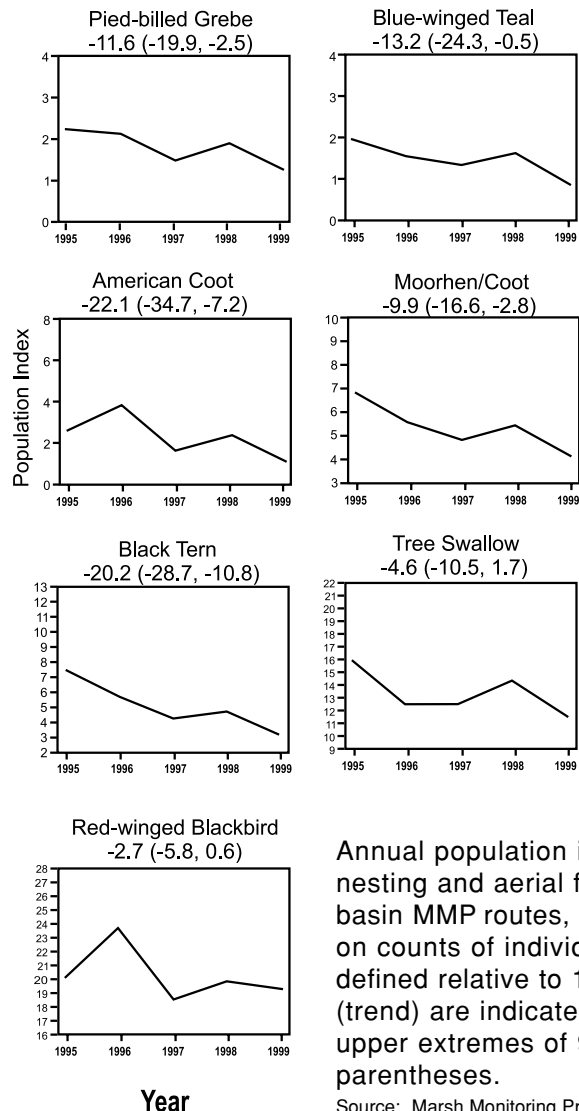 Pied-billed Grebe
-11.6 (-19.9, -2.5)
4
3
2
1
0
1995 1996 1997 1998 1999
Blue-winged Teal
-13.2 (-24.3, -0.5)
4
3
2
1
0
1995 1996 1997 1998 1999
Population Index
American Coot
-22.1 (-34.7, -7.2)
8
6
4
2
0
1995 1996 1997 1998 1999
Moorhen/Coot
-9.9 (-16.6, -2.8)
10
9
8
7
6
5
4
3
1995 1996 1997 1998 1999
Black Tern
-20.2 (-28.7, -10.8)
13
12
11
10
9
8
7
6
5
4
3
2
1995 1996 1997 1998 1999
Tree Swallow
-4.6 (-10.5, 1.7)
22
21
20
19
18
17
16
15
14
13
12
11
10
9
1995 1996 1997 1998 1999
Red-winged Blackbird
-2.7 (-5.8, 0.6)
28
27
26
25
24
23
22
21
20
19
18
17
16
1995 1996 1997 1998 1999
Year
Annual population i
nesting and aerial f
basin MMP routes,
on counts of individ
defined relative to 1
(trend) are indicate
upper extremes of 9
parentheses.
Source: Marsh Monitoring Pr